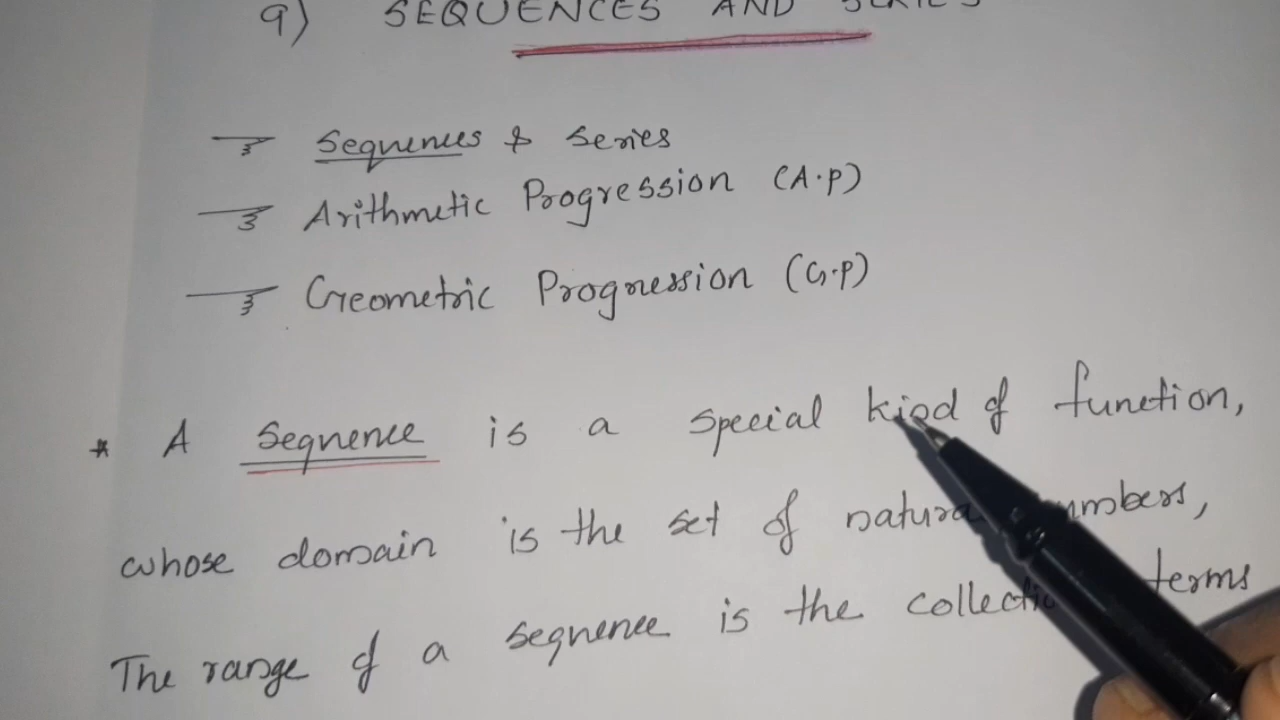 9) SEQUENCES AND SERIES
Sequences & Series
Arithmetic Progression (A.P)
Geometric Progression (G.P)
* A Sequence is a special kind of function,
whose domain is the set of natural numbers,
The range of a sequence is the collection terms